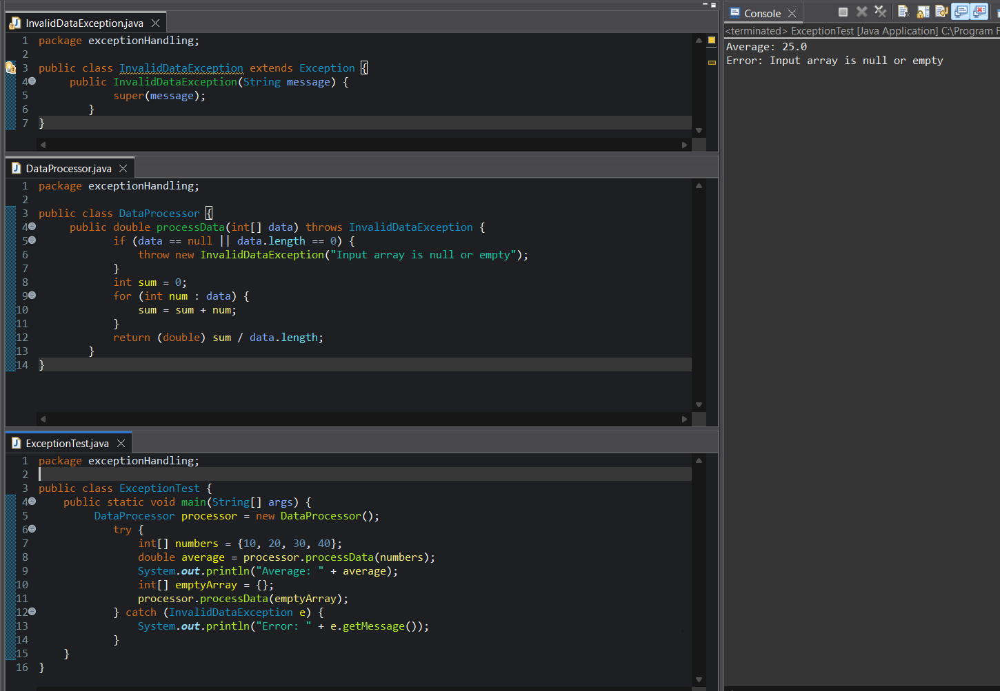 InvalidDataException.java
1 package exceptionHandling;
2
3 public class InvalidDataException extends Exception {
4     public InvalidDataException(String message) {
5            super(message);
6        }
7 }
DataProcessor.java
1 package exceptionHandling;
2
3 public class DataProcessor {
4     public double processData(int[] data) throws InvalidDataException {
5            if (data == null || data.length == 0) {
6                throw new InvalidDataException("Input array is null or empty");
7            }
8            int sum = 0;
9            for (int num : data) {
10                sum = sum + num;
11            }
12            return (double) sum / data.length;
13        }
14 }
ExceptionTest.java
1 package exceptionHandling;
2
3 public class ExceptionTest {
4    public static void main(String[] args) {
5         DataProcessor processor = new DataProcessor();
6            try {
7                int[] numbers = {10, 20, 30, 40};
8                double average = processor.processData(numbers);
9                System.out.println("Average: " + average);
10                int[] emptyArray = {};
11                processor.processData(emptyArray);
12            } catch (InvalidDataException e) {
13                System.out.println("Error: " + e.getMessage());
14            }
15    }
16 }
Console
<terminated> ExceptionTest [Java Application] C:\Program F
Average: 25.0
Error: Input array is null or empty